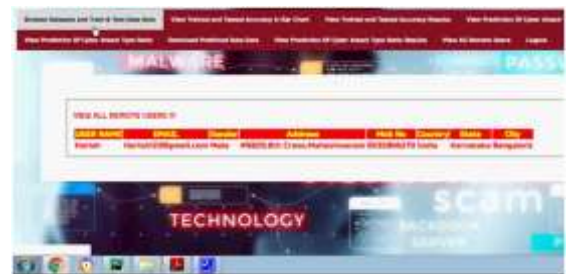 Browse Datasets and Train & Test Data Sets View Trained and Tested Accuracy in Bar Chart View Trained and Tested Accuracy Results View Prediction Of Cyber Attack
View Prediction Of Cyber Attack Type Ratio Download Predicted Data Sets View Prediction Of Cyber Attack Type Ratio Results View All Remote Users Logout
MALWARE PASSW
VIEW ALL REMOTE USERS !!!
USER NAME EMAIL Gender Address Mob No Country State City
Harish Male India Karnataka Bangalore
scam
TECHNOLOGY
BACKDOOR
SERVER